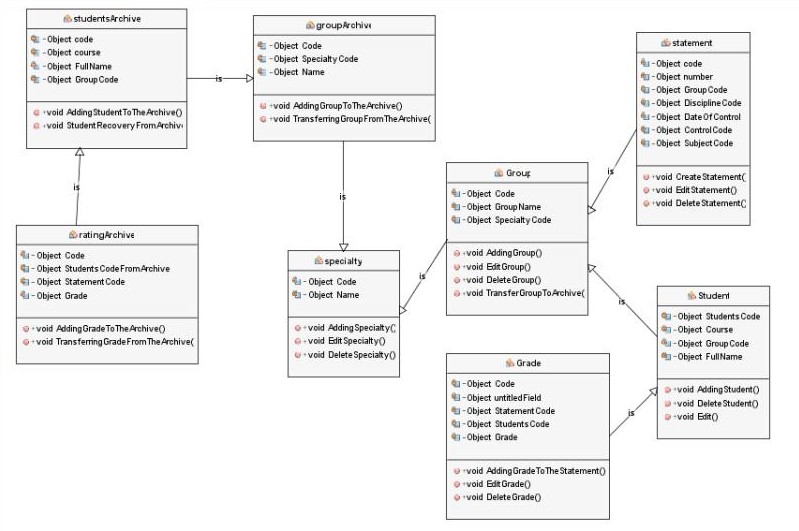 studentsArchive
- Object code
- Object course
- Object FullName
- Object GroupCode
+void AddingStudentToTheArchive()
+void StudentRecoveryFromArchiv
groupArchive
- Object Code
- Object Specialty Code
- Object Name
+void AddingGroupToTheArchive()
+void TransferringGroupFromTheArchive(
statement
-Object code
-Object number
-Object GroupCode
-Object DisciplineCode
-Object DateOfControl
-Object ControlCode
-Object SubjectCode
+void CreateStatement(
+void EditStatement()
+void DeleteStatement(
is
is
is
ratingArchive
- Object Code
- Object StudentsCodeFromArchive
- Object StatementCode
- Object Grade
+void AddingGradeToTheArchive()
+void TransferringGradeFromTheArchive(
specialty
- Object Code
- Object Name
+void AddingSpecialty(
+void EditSpecialty()
+void DeleteSpecialty()
Group
-Object Code
-Object GroupName
-Object SpecialtyCode
+void AddingGroup()
+void EditGroup()
+void DeleteGroup()
+void TransferGroupToArchive(
is
is
is
Student
-Object StudentsCode
-Object Course
-Object GroupCode
-Object FullName
+void AddingStudent()
+void DeleteStudent()
+void Edit()
Grade
-Object Code
-Object untitledField
-Object StatementCode
-Object StudentsCode
-Object Grade
+void AddingGradeToTheStatement()
+void EditGrade()
+void DeleteGrade()
is